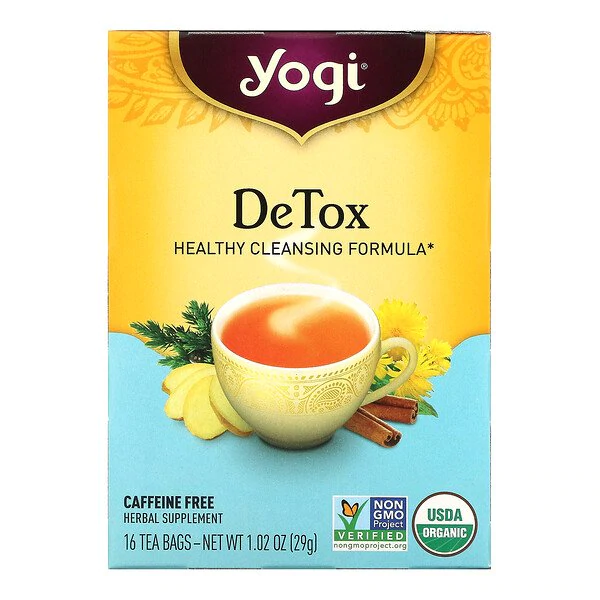 yogi®
DeTox
HEALTHY CLEANSING FORMULA*
CAFFEINE FREE
HERBAL SUPPLEMENT
16 TEA BAGS – NET WT 1.02 OZ (29g)
NON
GMO
Project
VERIFIED
nongmoproject.org
USDA
ORGANIC